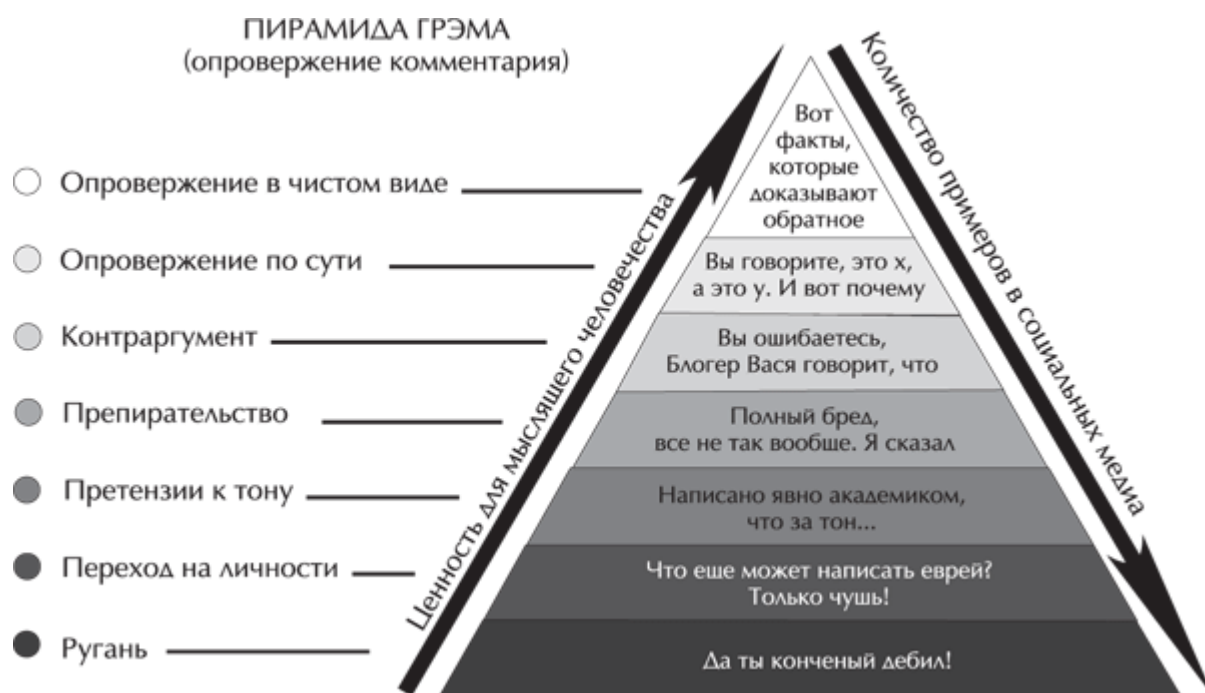 ПИРАМИДА ГРЭМА
(опровержение комментария)
Опровержение в чистом виде
Опровержение по сути
Контраргумент
Препирательство
Претензии к тону
Переход на личности
Ругань
Ценность для мыслящего человечества
Вот
факты,
которые
доказывают
обратное
Вы говорите, это х,
а это у. И вот почему
Вы ошибаетесь,
Блогер Вася говорит, что
Полный бред,
все не так вообще. Я сказал
Написано явно академиком,
что за тон...
Что еще может написать еврей?
Только чушь!
Да ты конченый дебил!
Количество примеров в социальных медиа